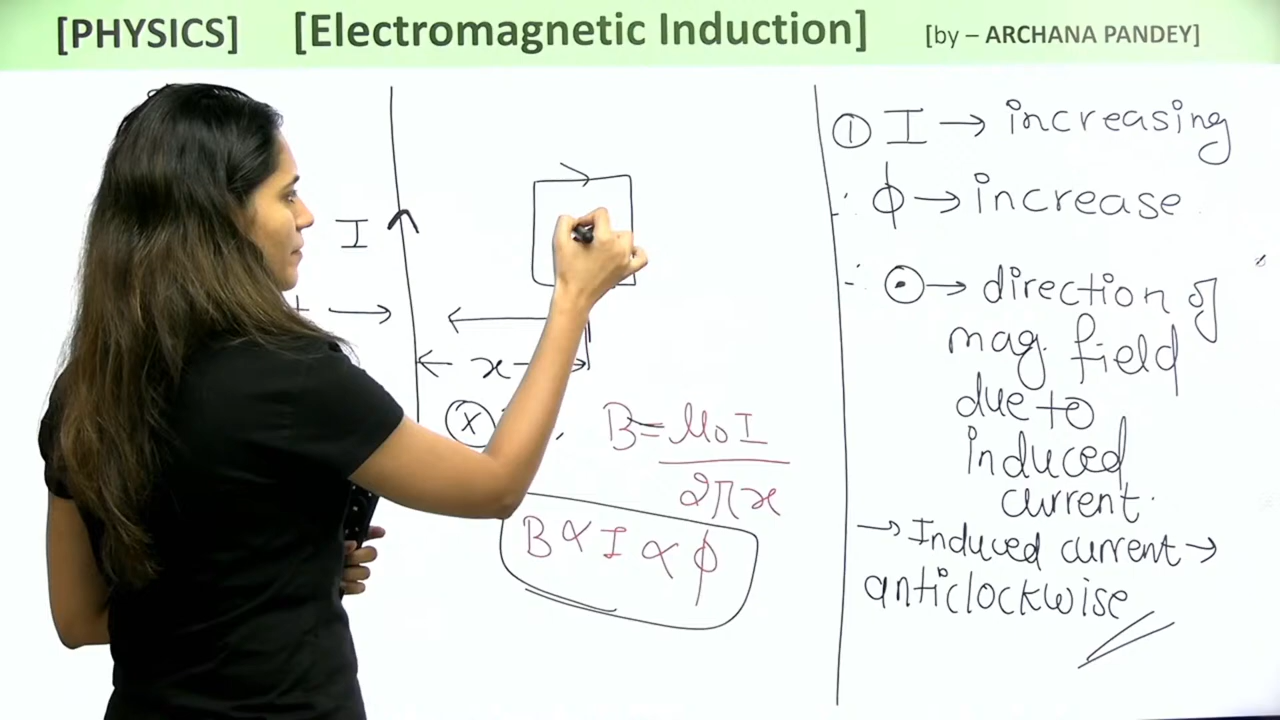 [PHYSICS] [Electromagnetic Induction] [by – ARCHANA PANDEY]
I
x
(X)
B = μ₀I
2πx
B ∝ I ∝ ϕ
① I → increasing
∴ ϕ → increase
∴ ⊙ → direction of
mag. field
due to
induced
current.
→ Induced current →
anticlockwise